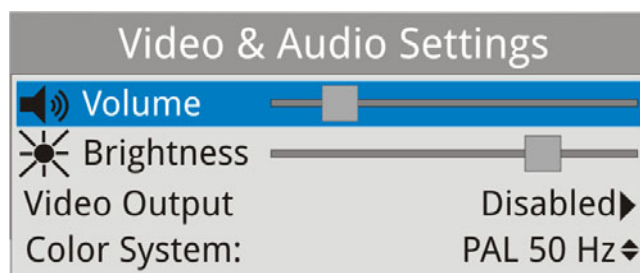 Video & Audio Settings
Volume
Brightness
Video Output Disabled
Color System: PAL 50 Hz